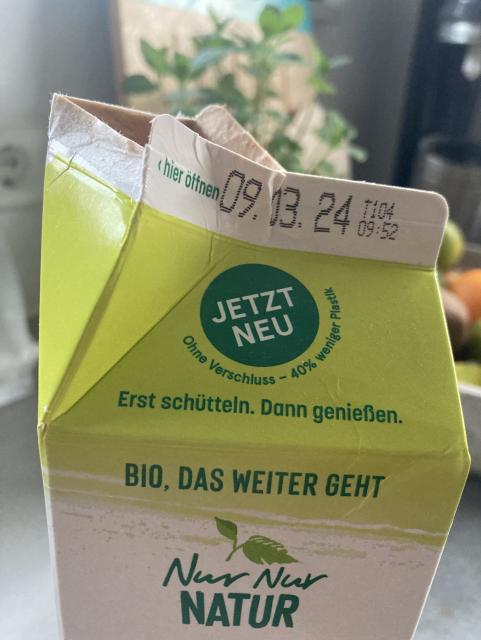 ‹ hier öffnen
09.03.24 T104
09:52
JETZT
NEU
Ohne Verschluss – 40% weniger Plastik
Erst schütteln. Dann genießen.
BIO, DAS WEITER GEHT
Nur Nur
NATUR